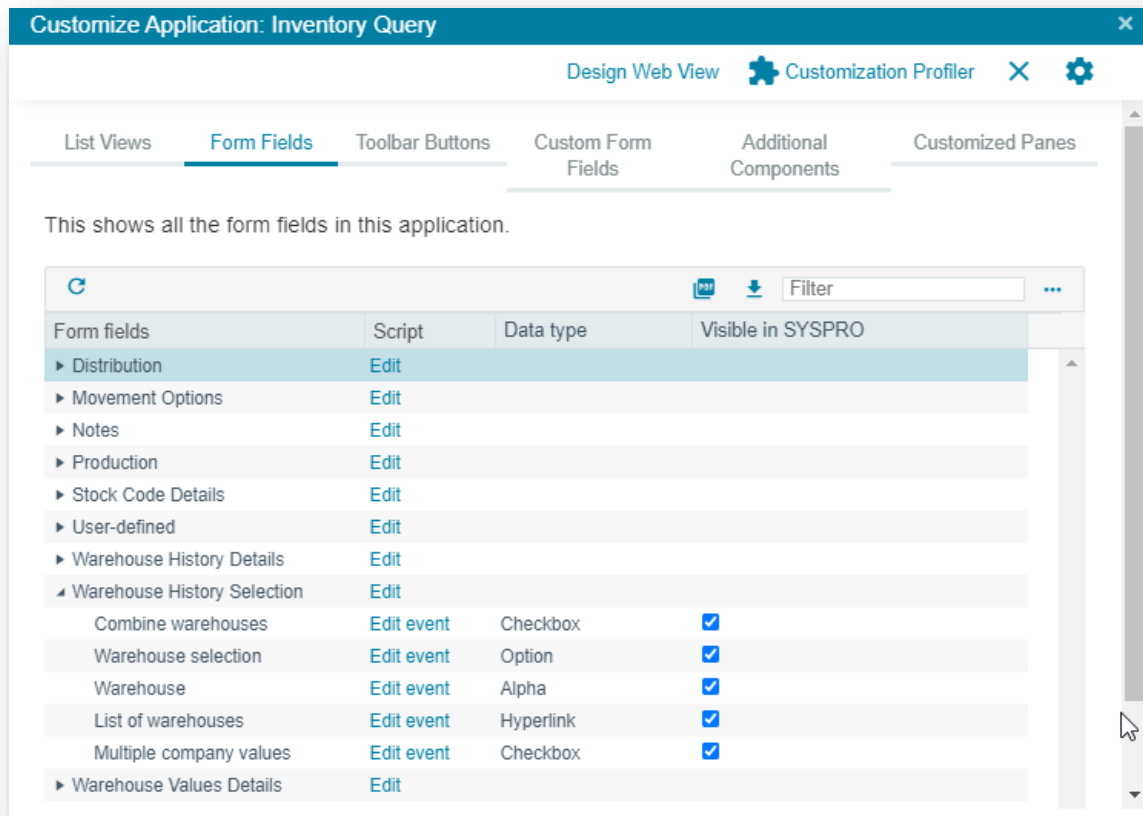 Customize Application: Inventory Query
Design Web View Customization Profiler
List Views Form Fields Toolbar Buttons Custom Form Fields Additional Components Customized Panes
This shows all the form fields in this application.
PDF Filter
Form fields Script Data type Visible in SYSPRO
Distribution Edit
Movement Options Edit
Notes Edit
Production Edit
Stock Code Details Edit
User-defined Edit
Warehouse History Details Edit
Warehouse History Selection Edit
Combine warehouses Edit event Checkbox
Warehouse selection Edit event Option
Warehouse Edit event Alpha
List of warehouses Edit event Hyperlink
Multiple company values Edit event Checkbox
Warehouse Values Details Edit